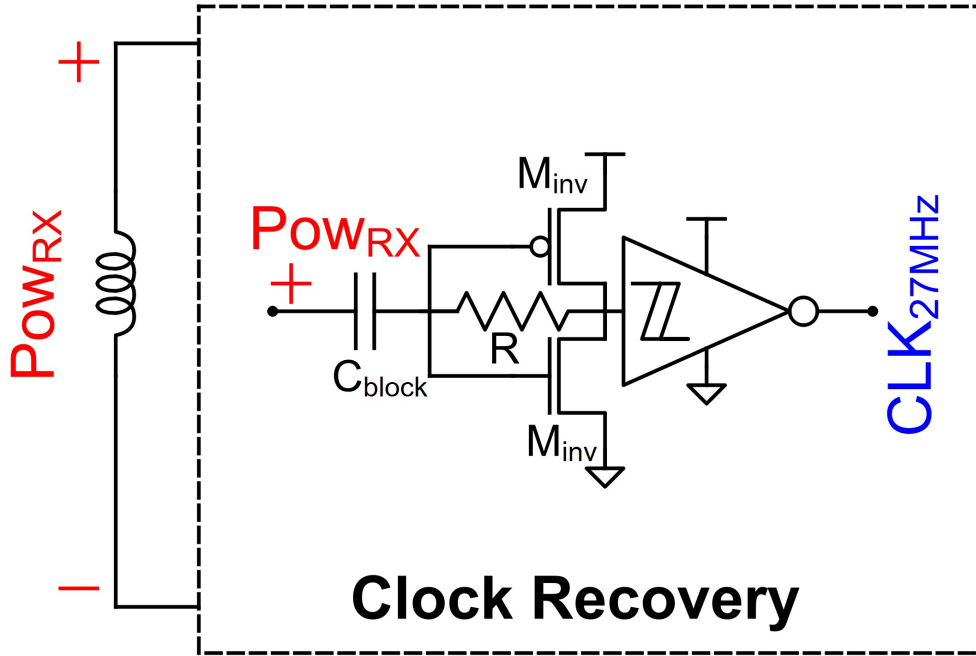 +
Pow_RX
−
Pow_RX
+
C_block
R
M_inv
M_inv
CLK_27MHz
Clock Recovery